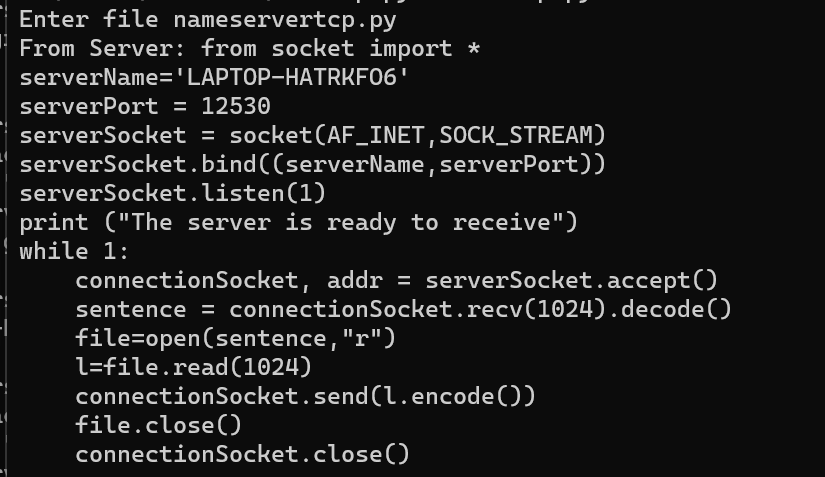 Enter file nameservertcp.py
From Server: from socket import *
serverName='LAPTOP-HATRKFO6'
serverPort = 12530
serverSocket = socket(AF_INET,SOCK_STREAM)
serverSocket.bind((serverName,serverPort))
serverSocket.listen(1)
print ("The server is ready to receive")
while 1:
    connectionSocket, addr = serverSocket.accept()
    sentence = connectionSocket.recv(1024).decode()
    file=open(sentence,"r")
    l=file.read(1024)
    connectionSocket.send(l.encode())
    file.close()
    connectionSocket.close()